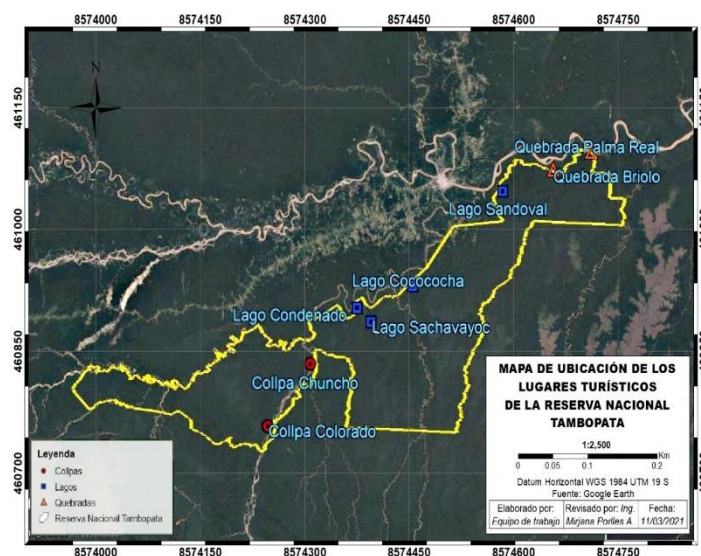 8574000 8574150 8574300 8574450 8574600 8574750
N
461150
461000
460850
460700
461000
460850
Quebrada Palma Real
Quebrada Briolo
Lago Sandoval
Lago Cocococha
Lago Condenado
Lago Sachavayoc
Collpa Chuncho
Collpa Colorado
Leyenda
Collpas
Lagos
Quebradas
Reserva Nacional Tambopata
MAPA DE UBICACIÓN DE LOS
LUGARES TURÍSTICOS
DE LA RESERVA NACIONAL
TAMBOPATA
1:2,500
0 0.05 0.1 0.2
Km
Datum Horizontal WGS 1984 UTM 19 S
Fuente: Google Earth
Elaborado por:
Equipo de trabajo
Revisado por: Ing.
Mirjana Porlles A.
Fecha:
11/03/2021
8574000 8574150 8574300 8574450 8574600 8574750